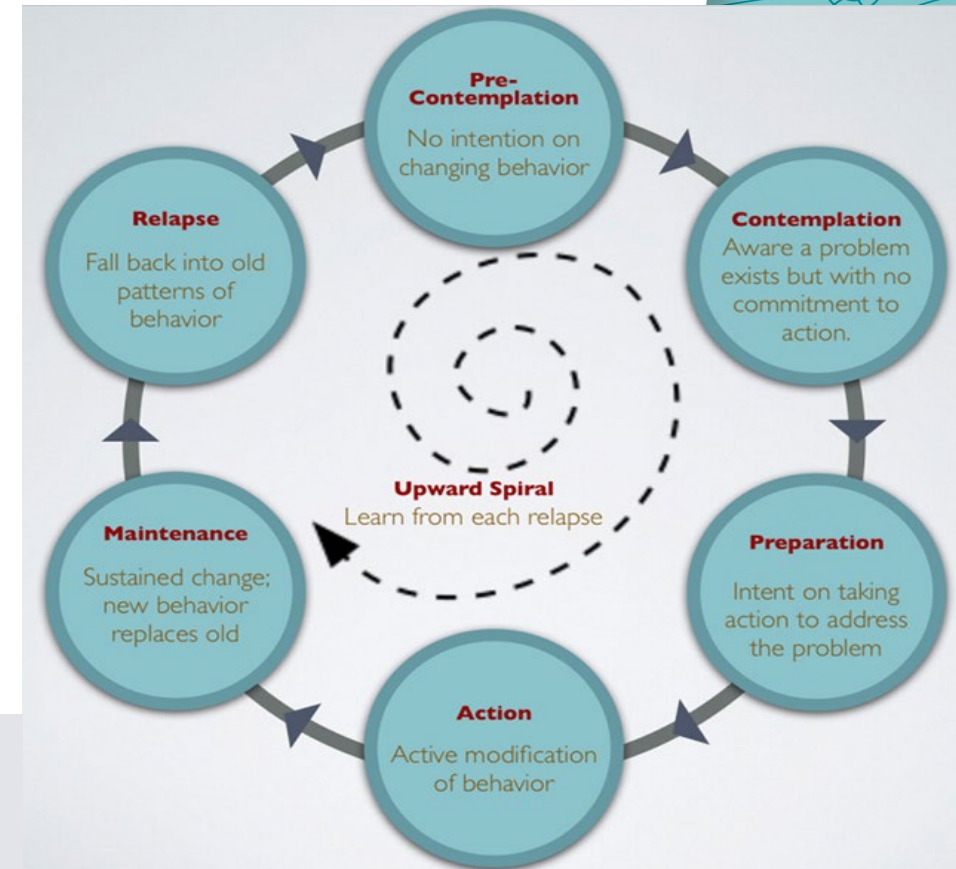 Pre-
Contemplation
No intention on
changing behavior
Contemplation
Aware a problem
exists but with no
commitment to
action.
Preparation
Intent on taking
action to address
the problem
Action
Active modification
of behavior
Maintenance
Sustained change;
new behavior
replaces old
Relapse
Fall back into old
patterns of
behavior
Upward Spiral
Learn from each relapse